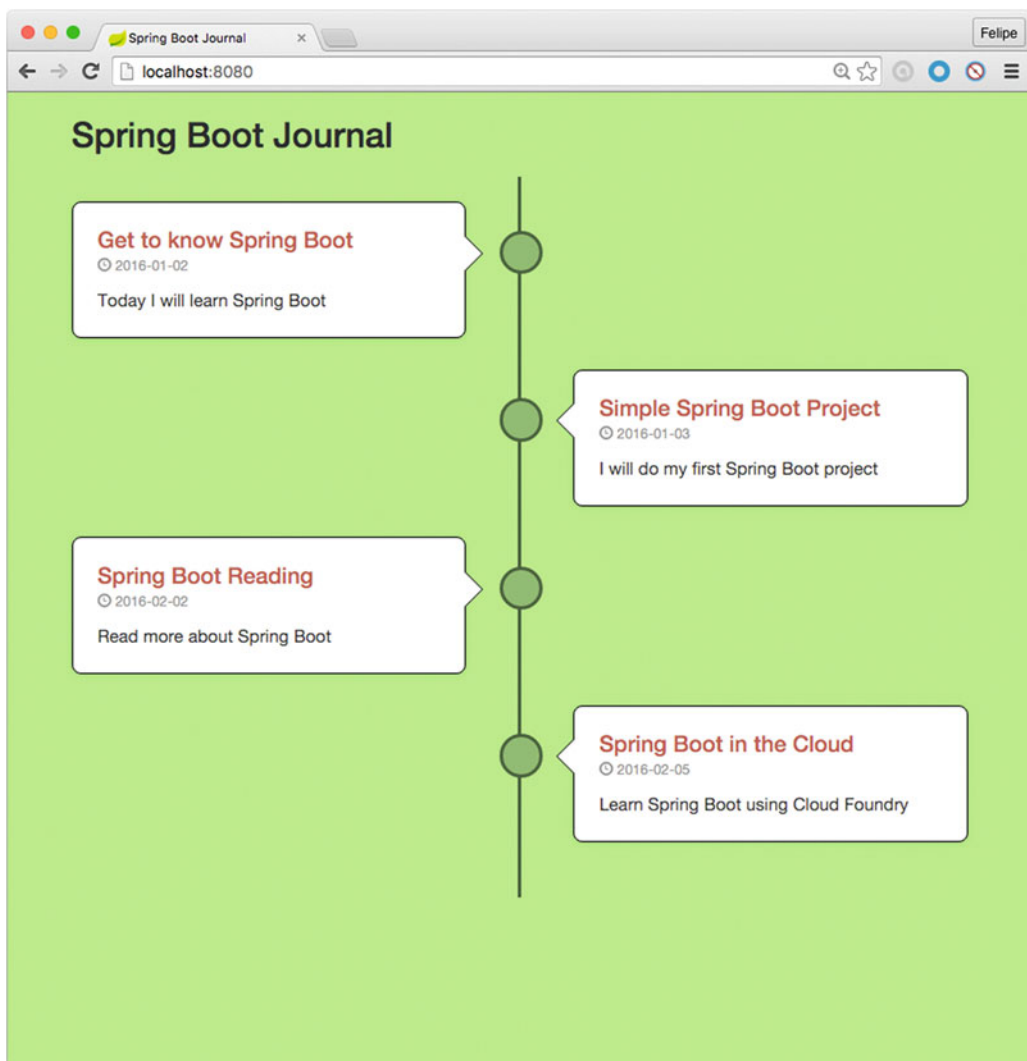 Spring Boot Journal
Felipe
localhost:8080
Spring Boot Journal
Get to know Spring Boot
2016-01-02
Today I will learn Spring Boot
Simple Spring Boot Project
2016-01-03
I will do my first Spring Boot project
Spring Boot Reading
2016-02-02
Read more about Spring Boot
Spring Boot in the Cloud
2016-02-05
Learn Spring Boot using Cloud Foundry